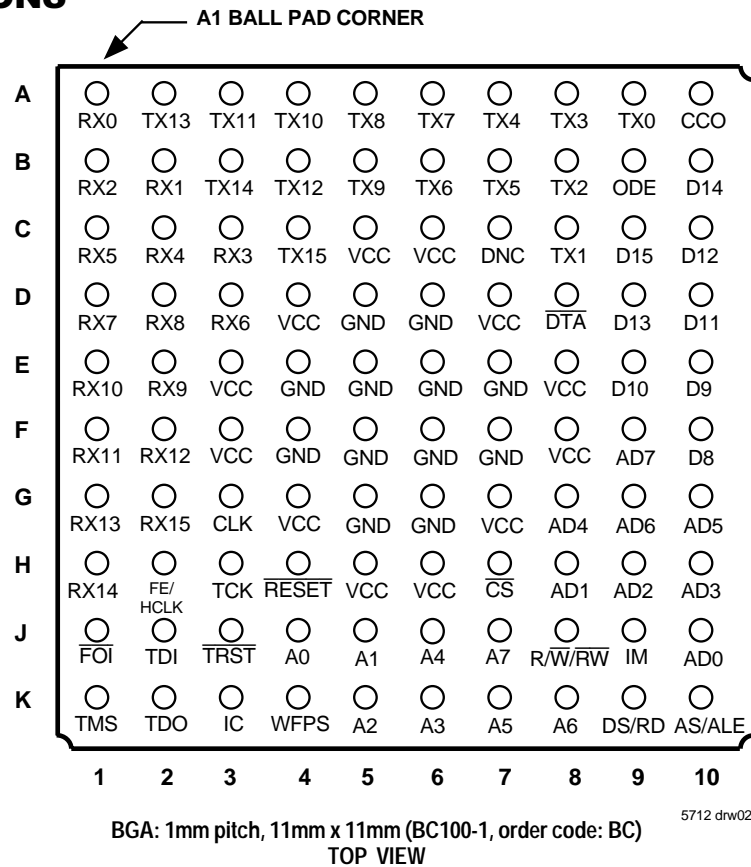 A1 BALL PAD CORNER
A
RX0 TX13 TX11 TX10 TX8 TX7 TX4 TX3 TX0 CCO
B
RX2 RX1 TX14 TX12 TX9 TX6 TX5 TX2 ODE D14
C
RX5 RX4 RX3 TX15 VCC VCC DNC TX1 D15 D12
D
RX7 RX8 RX6 VCC GND GND VCC DTA D13 D11
E
RX10 RX9 VCC GND GND GND GND VCC D10 D9
F
RX11 RX12 VCC GND GND GND GND VCC AD7 D8
G
RX13 RX15 CLK VCC GND GND VCC AD4 AD6 AD5
H
RX14 FE/ HCLK TCK RESET VCC VCC CS AD1 AD2 AD3
J
FOI TDI TRST A0 A1 A4 A7 R/W/RW IM AD0
K
TMS TDO IC WFPS A2 A3 A5 A6 DS/RD AS/ALE
1 2 3 4 5 6 7 8 9 10
5712 drw02
BGA: 1mm pitch, 11mm x 11mm (BC100-1, order code: BC)
TOP VIEW